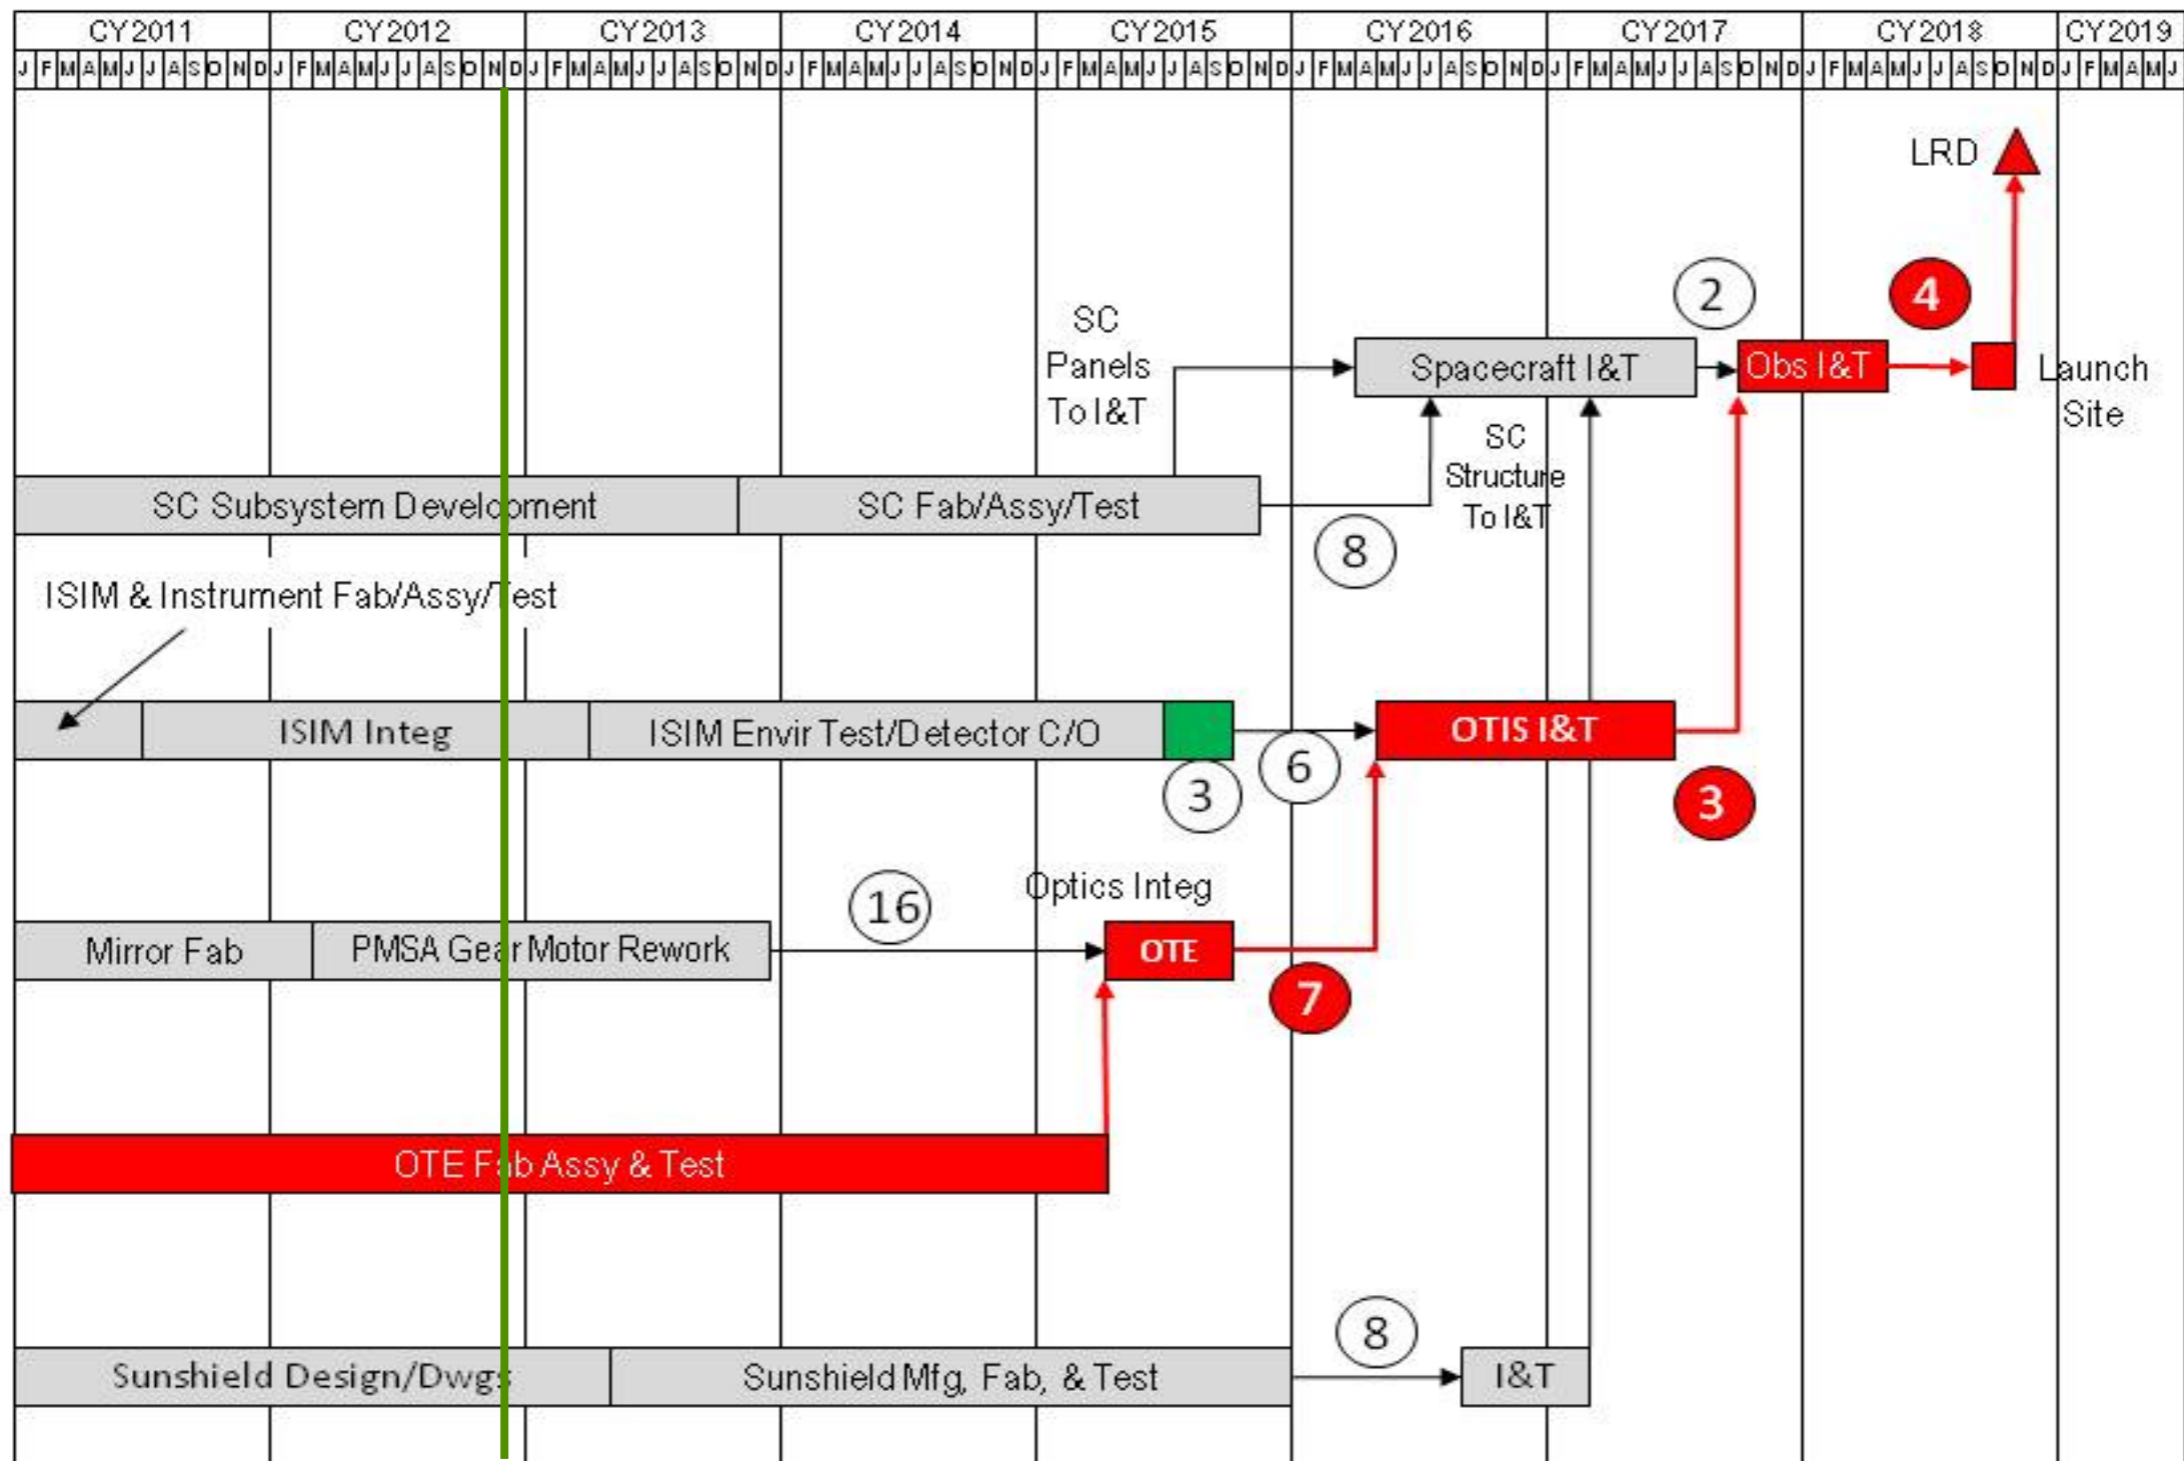 CY2011 CY2012 CY2013 CY2014 CY2015 CY2016 CY2017 CY2018 CY2019
J F M A M J J A S O N D J F M A M J J A S O N D J F M A M J J A S O N D J F M A M J J A S O N D J F M A M J J A S O N D J F M A M J J A S O N D J F M A M J J A S O N D J F M A M J J A S O N D J F M A M J
LRD
2
4
SC
Panels
To I&T
Spacecraft I&T
Obs I&T
Launch
Site
SC
Structure
To I&T
SC Subsystem Development
SC Fab/Assy/Test
8
ISIM & Instrument Fab/Assy/Test
ISIM Integ
ISIM Envir Test/Detector C/O
OTIS I&T
3
6
3
16
Optics Integ
Mirror Fab
PMSA Gear Motor Rework
OTE
7
OTE Fab Assy & Test
8
Sunshield Design/Dwgs
Sunshield Mfg, Fab, & Test
I&T